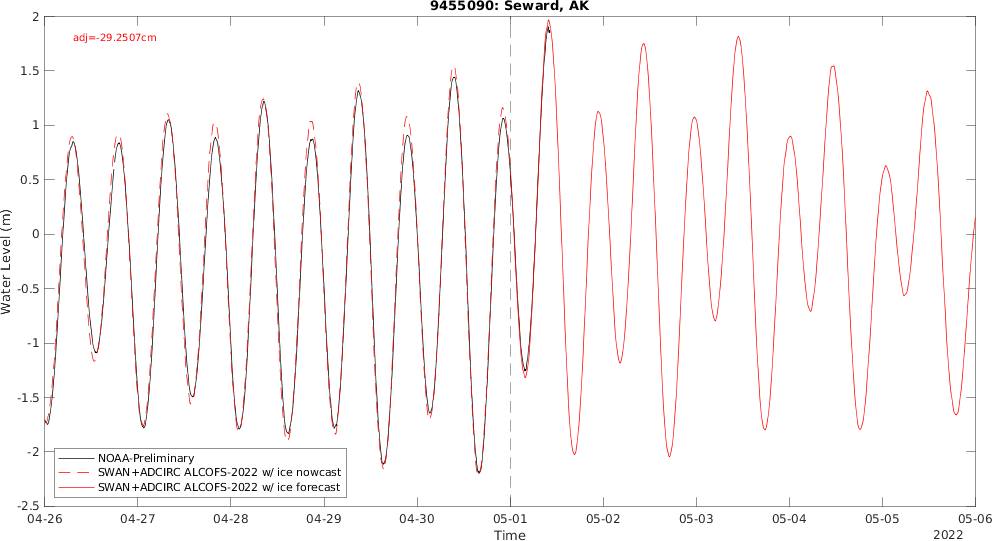 9455090: Seward, AK
adj=-29.2507cm
2
1.5
1
0.5
0
-0.5
-1
-1.5
-2
-2.5
Water Level (m)
NOAA-Preliminary
SWAN+ADCIRC ALCOFS-2022 w/ ice nowcast
SWAN+ADCIRC ALCOFS-2022 w/ ice forecast
04-26 04-27 04-28 04-29 04-30 05-01 05-02 05-03 05-04 05-05 05-06
Time
2022